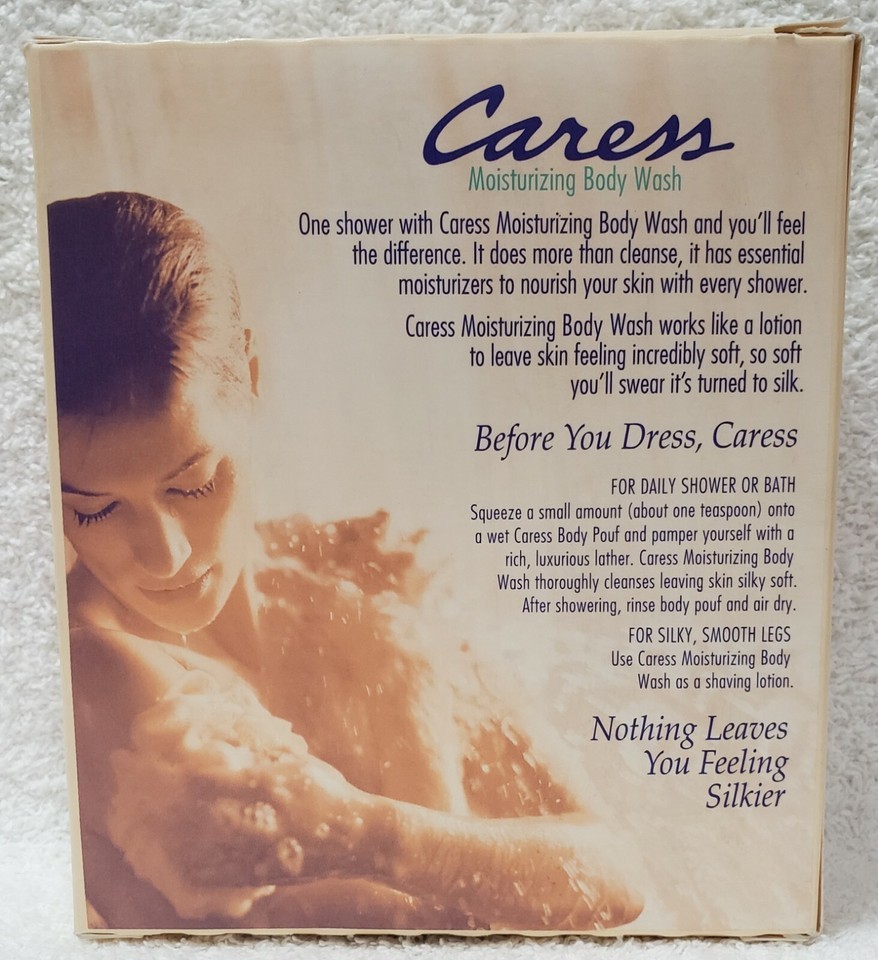 Caress
Moisturizing Body Wash
One shower with Caress Moisturizing Body Wash and you'll feel
the difference. It does more than cleanse, it has essential
moisturizers to nourish your skin with every shower.
Caress Moisturizing Body Wash works like a lotion
to leave skin feeling incredibly soft, so soft
you'll swear it's turned to silk.
Before You Dress, Caress
FOR DAILY SHOWER OR BATH
Squeeze a small amount (about one teaspoon) onto
a wet Caress Body Pouf and pamper yourself with a
rich, luxurious lather. Caress Moisturizing Body
Wash thoroughly cleanses leaving skin silky soft.
After showering, rinse body pouf and air dry.
FOR SILKY, SMOOTH LEGS
Use Caress Moisturizing Body
Wash as a shaving lotion.
Nothing Leaves
You Feeling
Silkier